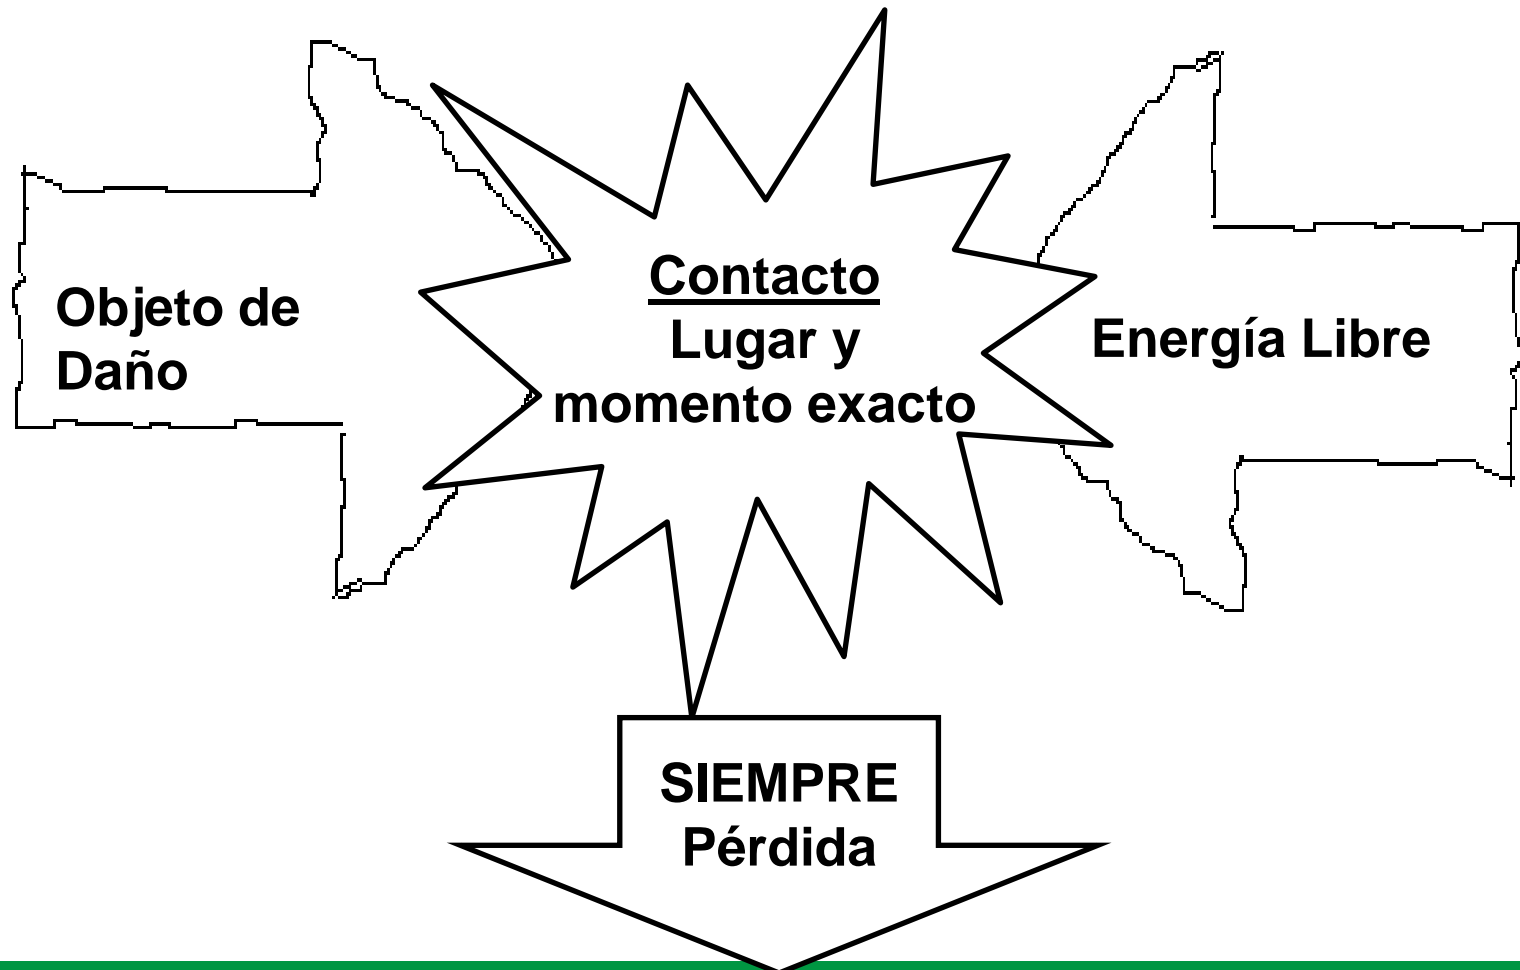 Objeto de
Daño
Contacto
Lugar y
momento exacto
Energía Libre
SIEMPRE
Pérdida